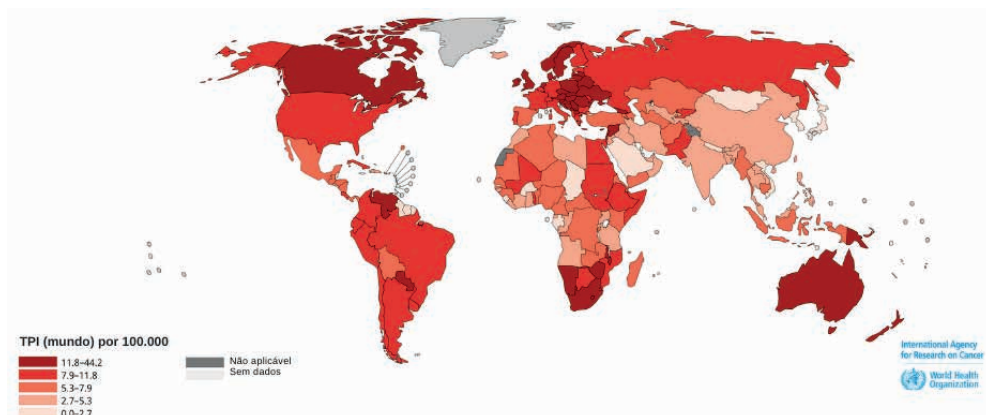 TPI (mundo) por 100.000
11.8–44.2
7.9–11.8
5.3–7.9
2.7–5.3
0.0–2.7
Não aplicável
Sem dados
International Agency
for Research on Cancer
World Health
Organization